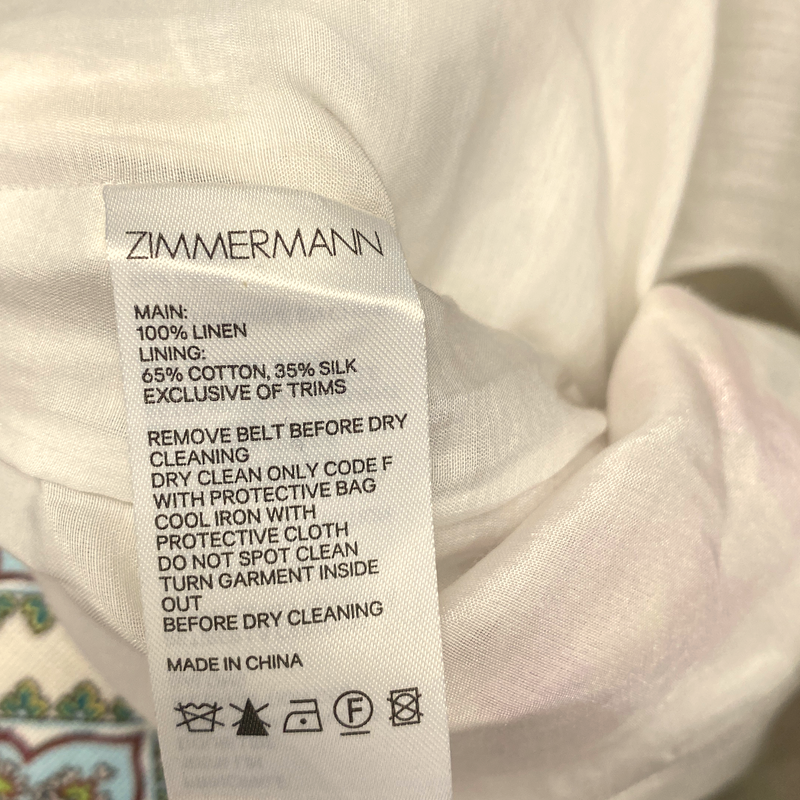 ZIMMERMANN
MAIN:
100% LINEN
LINING:
65% COTTON, 35% SILK
EXCLUSIVE OF TRIMS
REMOVE BELT BEFORE DRY
CLEANING
DRY CLEAN ONLY CODE F
WITH PROTECTIVE BAG
COOL IRON WITH
PROTECTIVE CLOTH
DO NOT SPOT CLEAN
TURN GARMENT INSIDE
OUT
BEFORE DRY CLEANING
MADE IN CHINA
F